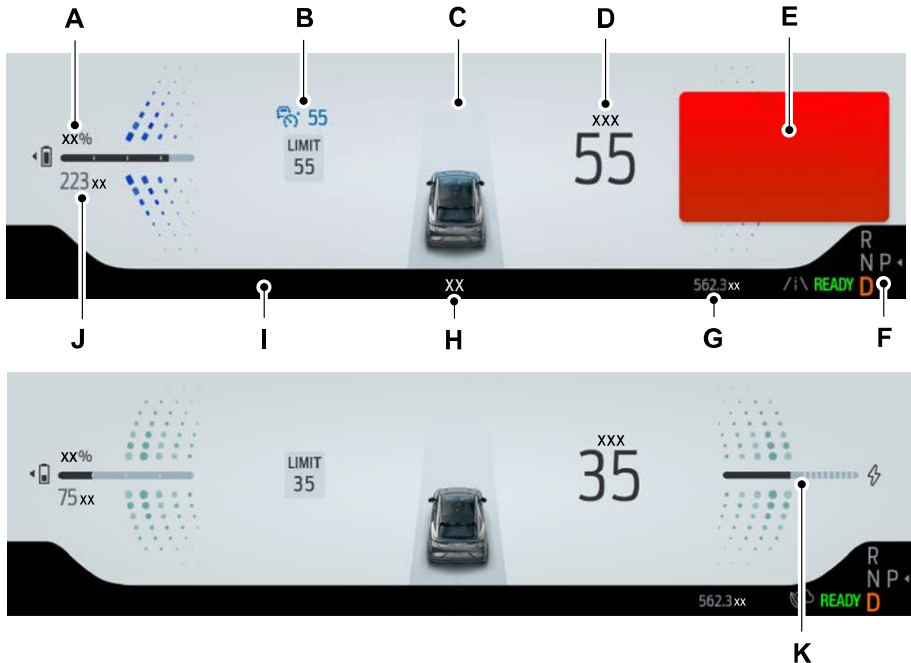 A B C D E
55
xxx
xx%
LIMIT
55
55
223 xx
R
N P
562.3 xx READY D
XX
J I H G F
xxx
xx%
LIMIT
35
35
75 xx
R
N P
562.3 xx READY D
K